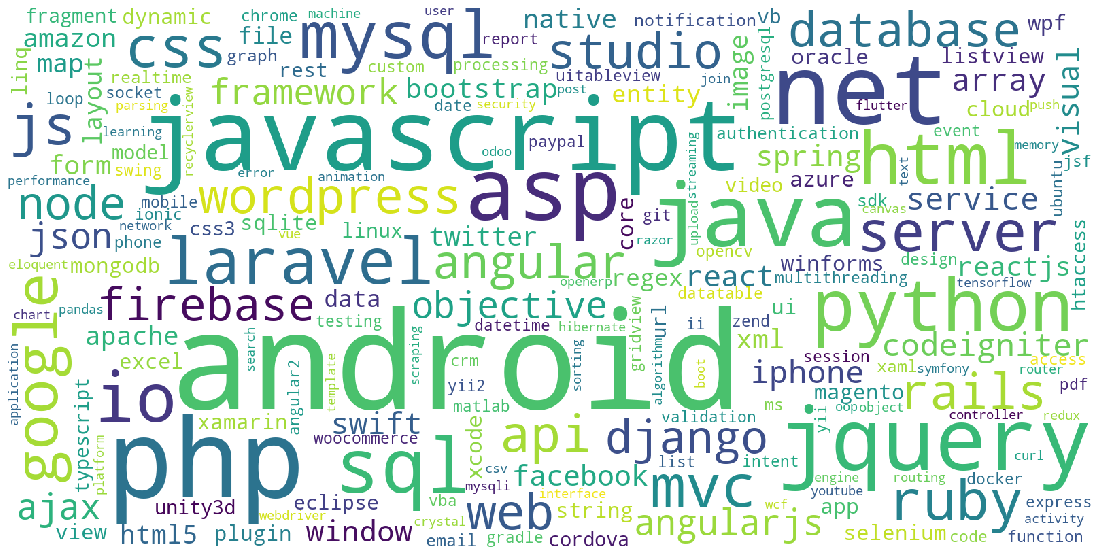 fragment
dynamic
chrome
machine
user
native
notification
vb
database
wpf
amazon
css
file
mysql
report
studio
image
postgresql
oracle
listview
linq
map
layout
graph
rest
custom
processing
uitableview
join
net
array
visual
realtime
framework
bootstrap
post
entity
flutter
cloud
push
js
loop
socket
parsing
recyclerview
javascript
date
security
authentication
html
event
memory
jsf
learning
form
model
swing
error
animation
odoo
paypal
spring
text
ubuntu
performance
node
mobile
ionic
wordpress
asp
core
uploadstreaming
video
azure
java
sdk
canvas
service
network
css3
sqlite
vue
linux
twitter
git
razor
opencv
server
json
phone
laravel
angular
openerp
regex
react
winforms
multithreading
design
reactjs
htaccess
eloquent
mongodb
google
pandas
chart
firebase
data
objective
datatable
tensorflow
python
testing
datetime
hibernate
gridview
algorithm
url
ii
zend
ui
xml
codeigniter
apache
excel
search
android
crm
scraping
sorting
boot
session
iphone
xaml
symfony
access
router
application
typescript
platform
xamarin
angular2
template
swift
yii2
matlab
validation
ms
magento
yii
oop
object
rails
pdf
io
php
woocommerce
sql
xcode
api
django
list
intent
jquery
controller
redux
curl
ajax
unity3d
eclipse
vba
csv
mysqli
facebook
interface
mvc
engine
youtube
routing
docker
ruby
view
html5
plugin
webdriver
window
crystal
email
gradle
web
cordova
string
angularjs
wcf
app
selenium
code
express
activity
function